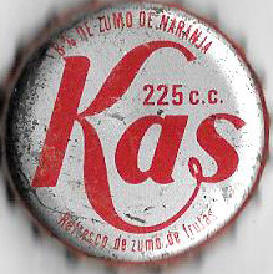 % DE ZUMO DE NARANJA
225 c.c.
Kas
Refresco de zumo de frutas